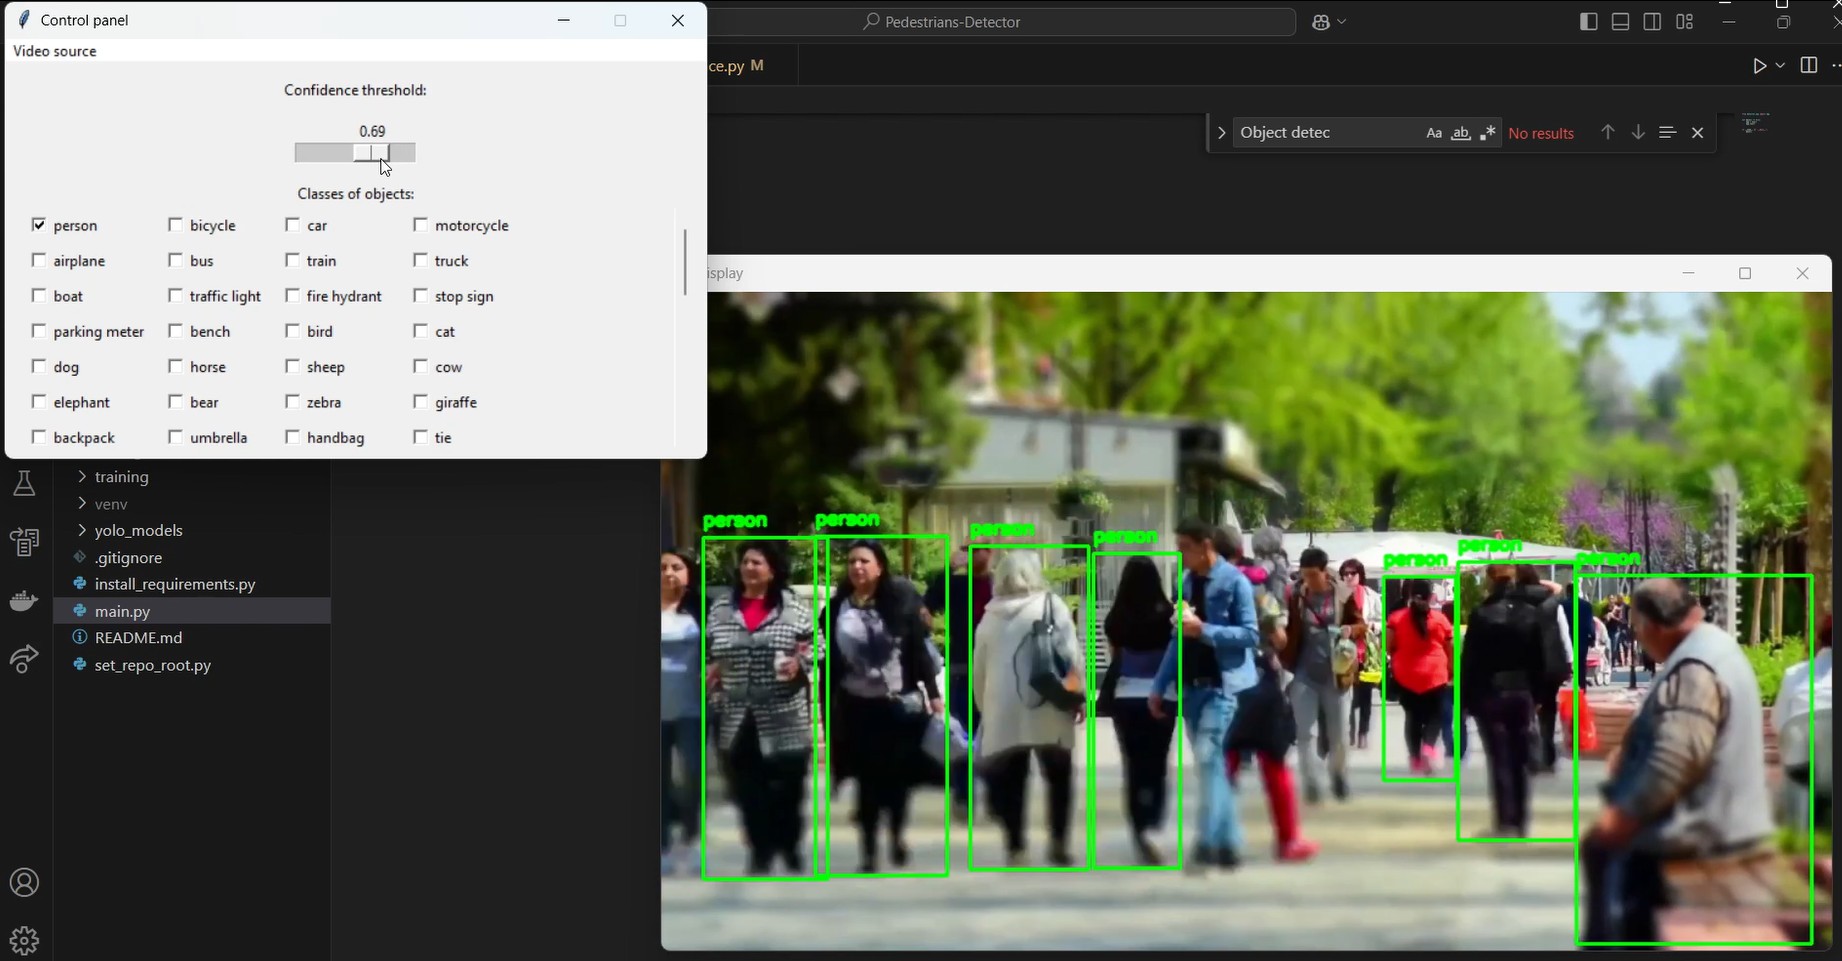 Control panel
Pedestrians-Detector
Video source
ce.py M
Confidence threshold:
Object detec
Aa
ab
No results
0.69
Classes of objects:
person bicycle car motorcycle
airplane bus train truck
isplay
boat traffic light fire hydrant stop sign
parking meter bench bird cat
dog horse sheep cow
elephant bear zebra giraffe
backpack umbrella handbag tie
training
venv
yolo_models
.gitignore
install_requirements.py
main.py
README.md
set_repo_root.py
person
person
person
person
person
person
person